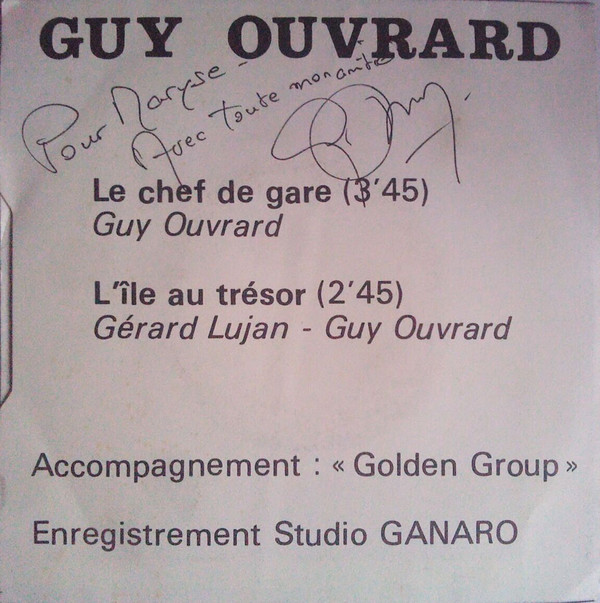 GUY OUVRARD
Pour Maryse -
Avec toute mon amitié
Le chef de gare (3'45)
Guy Ouvrard
L'île au trésor (2'45)
Gérard Lujan - Guy Ouvrard
Accompagnement : « Golden Group »
Enregistrement Studio GANARO